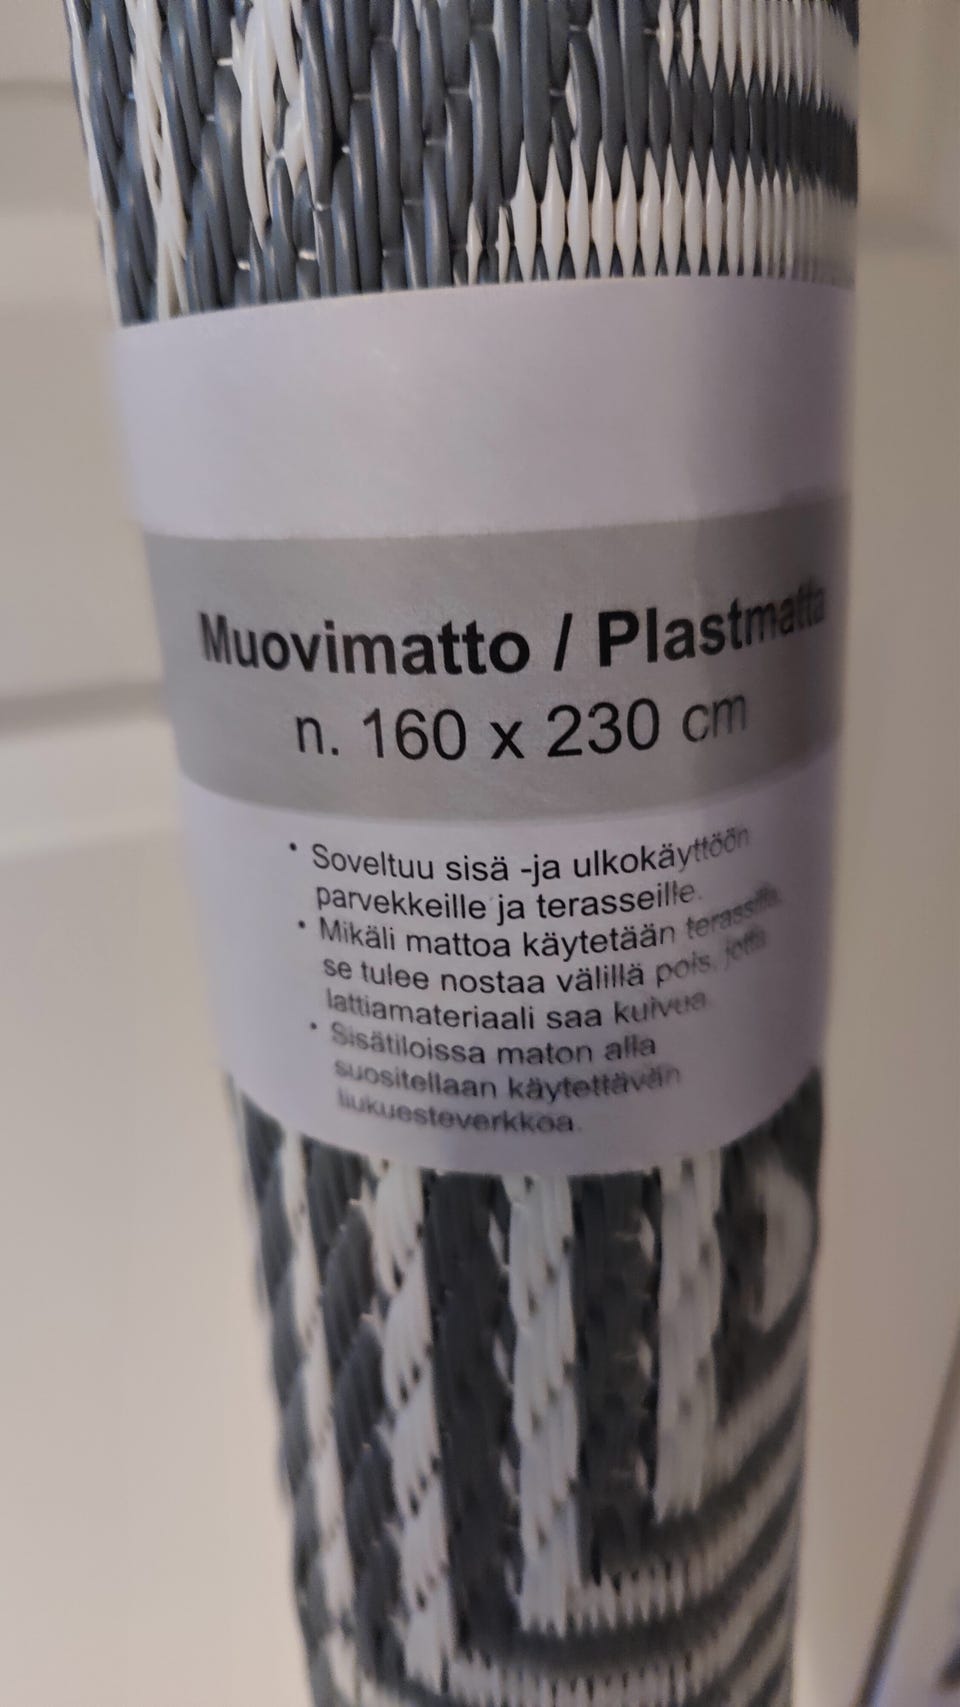 Muovimatto / Plastmatta
n. 160 x 230 cm
• Soveltuu sisä -ja ulkokäyttöön
parvekkeille ja terasseille.
• Mikäli mattoa käytetään terassilla,
se tulee nostaa välillä pois, jotta
lattiamateriaali saa kuivua.
• Sisätiloissa maton alla
suositellaan käytettävän
liukuesteverkkoa.